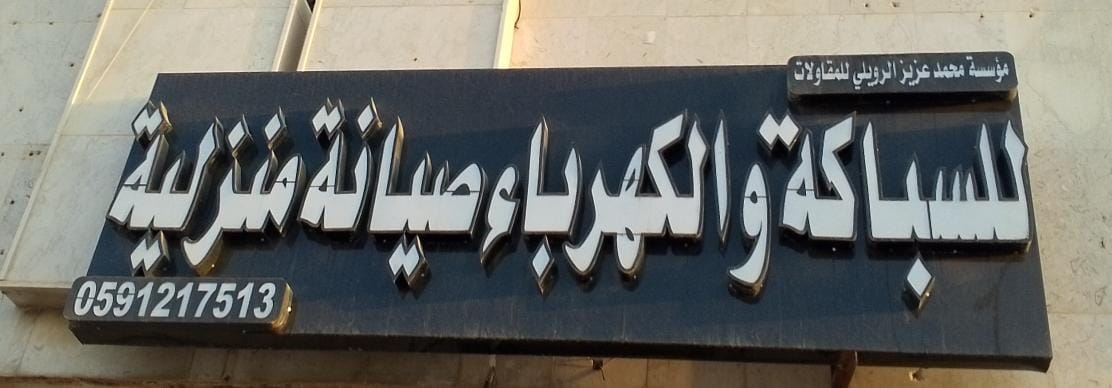 مؤسسة محمد عزيز الرويلي للمقاولات
للسباكة والكهرباء صيانة منزلية
0591217513